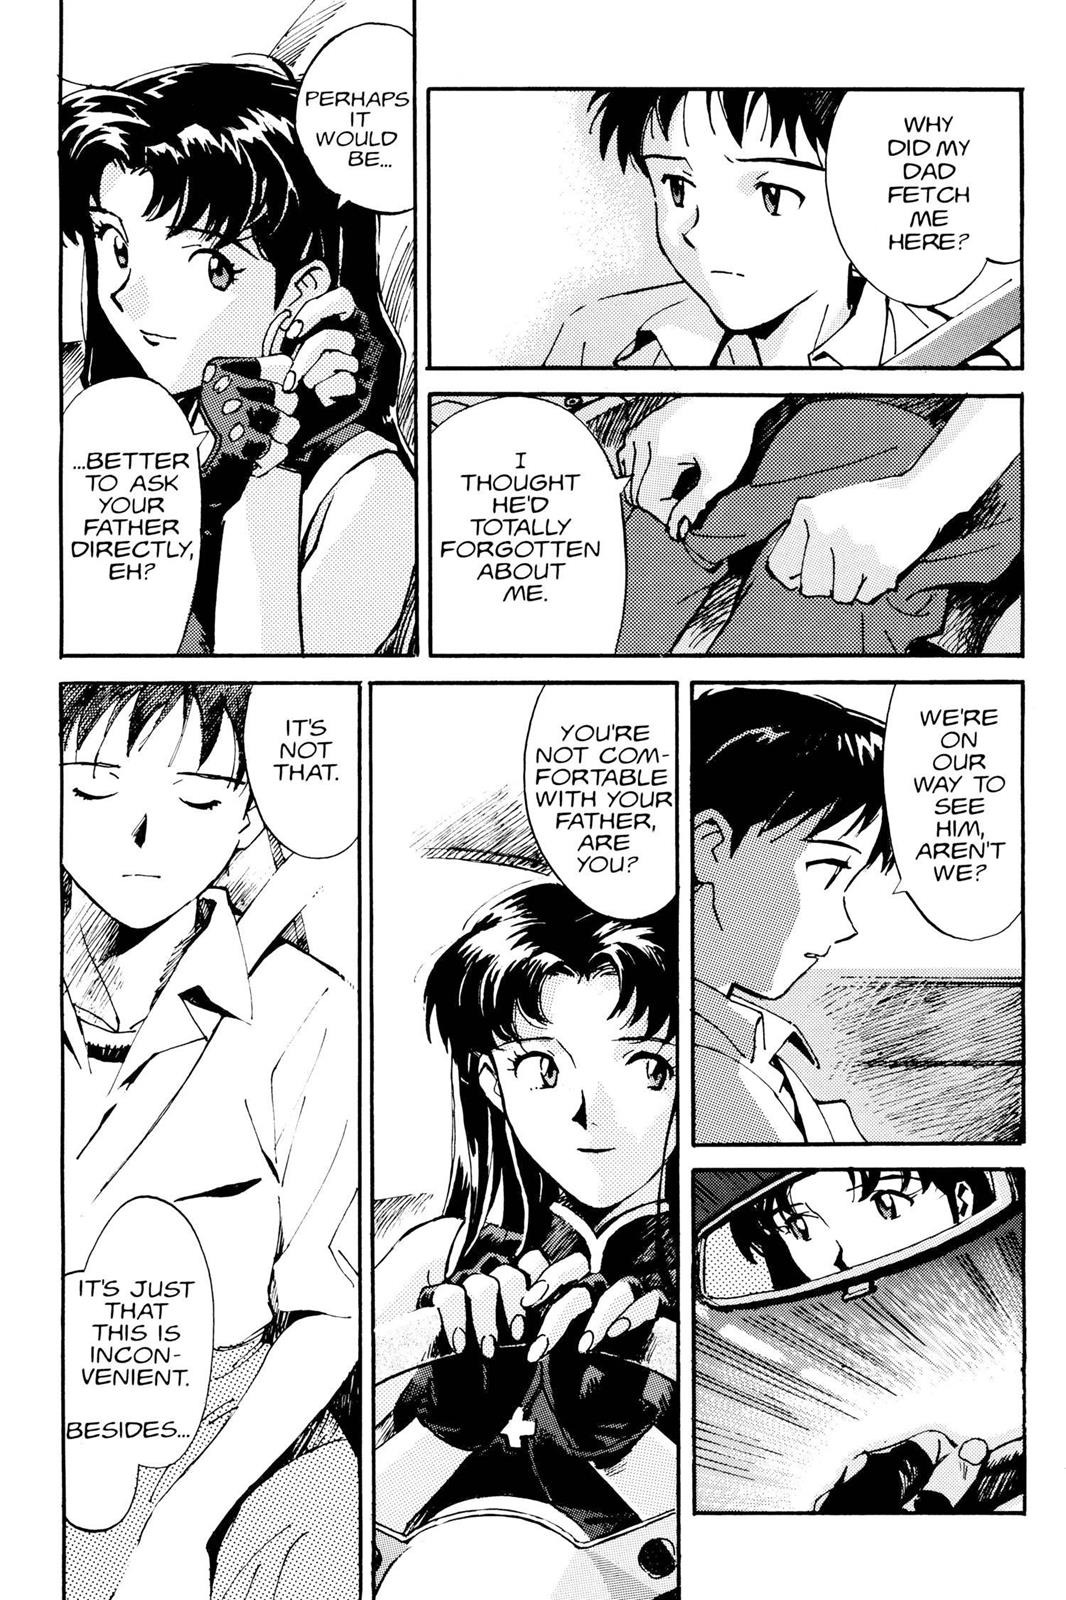 WHY
DID MY
DAD
FETCH
ME
HERE?
I
THOUGHT
HE'D
TOTALLY
FORGOTTEN
ABOUT
ME.
PERHAPS
IT
WOULD
BE...
...BETTER
TO ASK
YOUR
FATHER
DIRECTLY,
EH?
WE'RE
ON
OUR
WAY TO
SEE
HIM,
AREN'T
WE?
YOU'RE
NOT COM-
FORTABLE
WITH YOUR
FATHER,
ARE
YOU?
IT'S
NOT
THAT.
IT'S JUST
THAT
THIS IS
INCON-
VENIENT.
BESIDES...